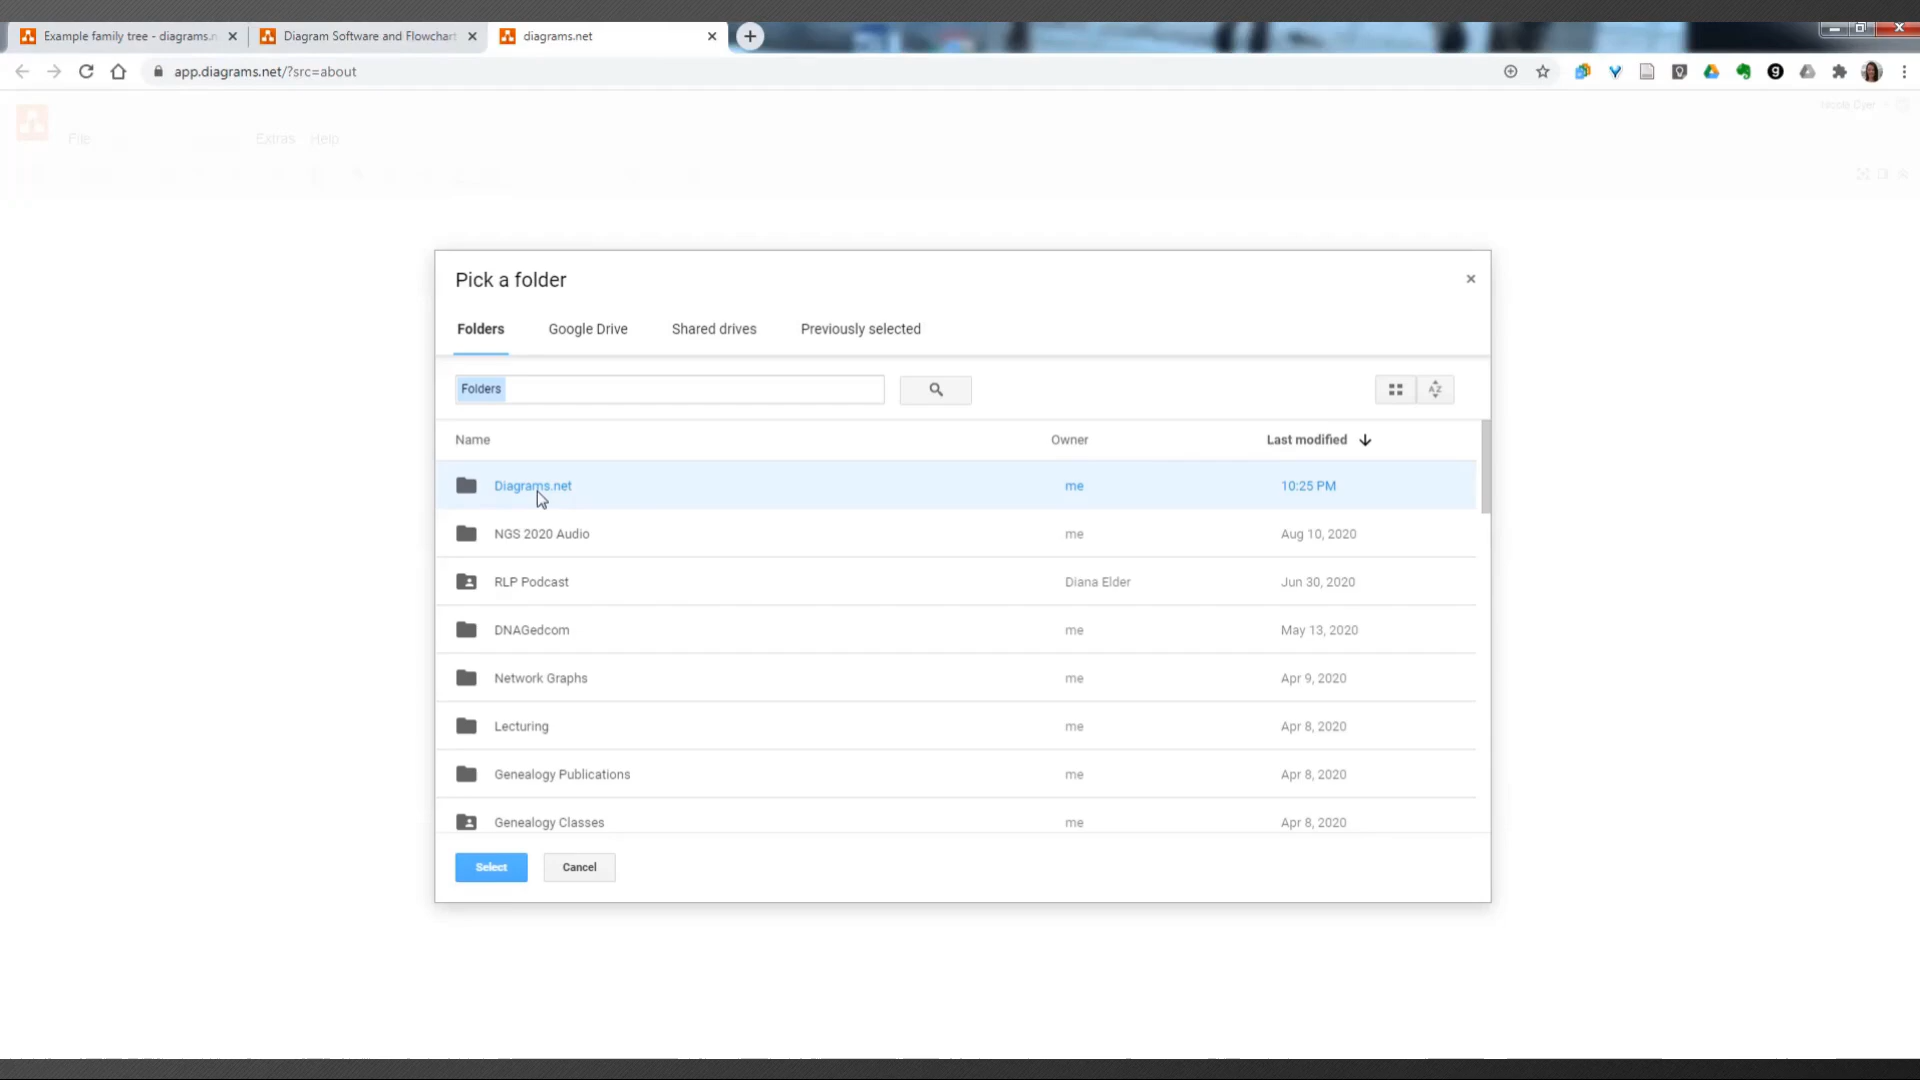 Example family tree - diagrams.n
Diagram Software and Flowchart
diagrams.net
app.diagrams.net/?src=about
File Extras Help
Pick a folder
Folders Google Drive Shared drives Previously selected
Folders
Name Owner Last modified
Diagrams.net me 10:25 PM
NGS 2020 Audio me Aug 10, 2020
RLP Podcast Diana Elder Jun 30, 2020
DNAGedcom me May 13, 2020
Network Graphs me Apr 9, 2020
Lecturing me Apr 8, 2020
Genealogy Publications me Apr 8, 2020
Genealogy Classes me Apr 8, 2020
Select Cancel